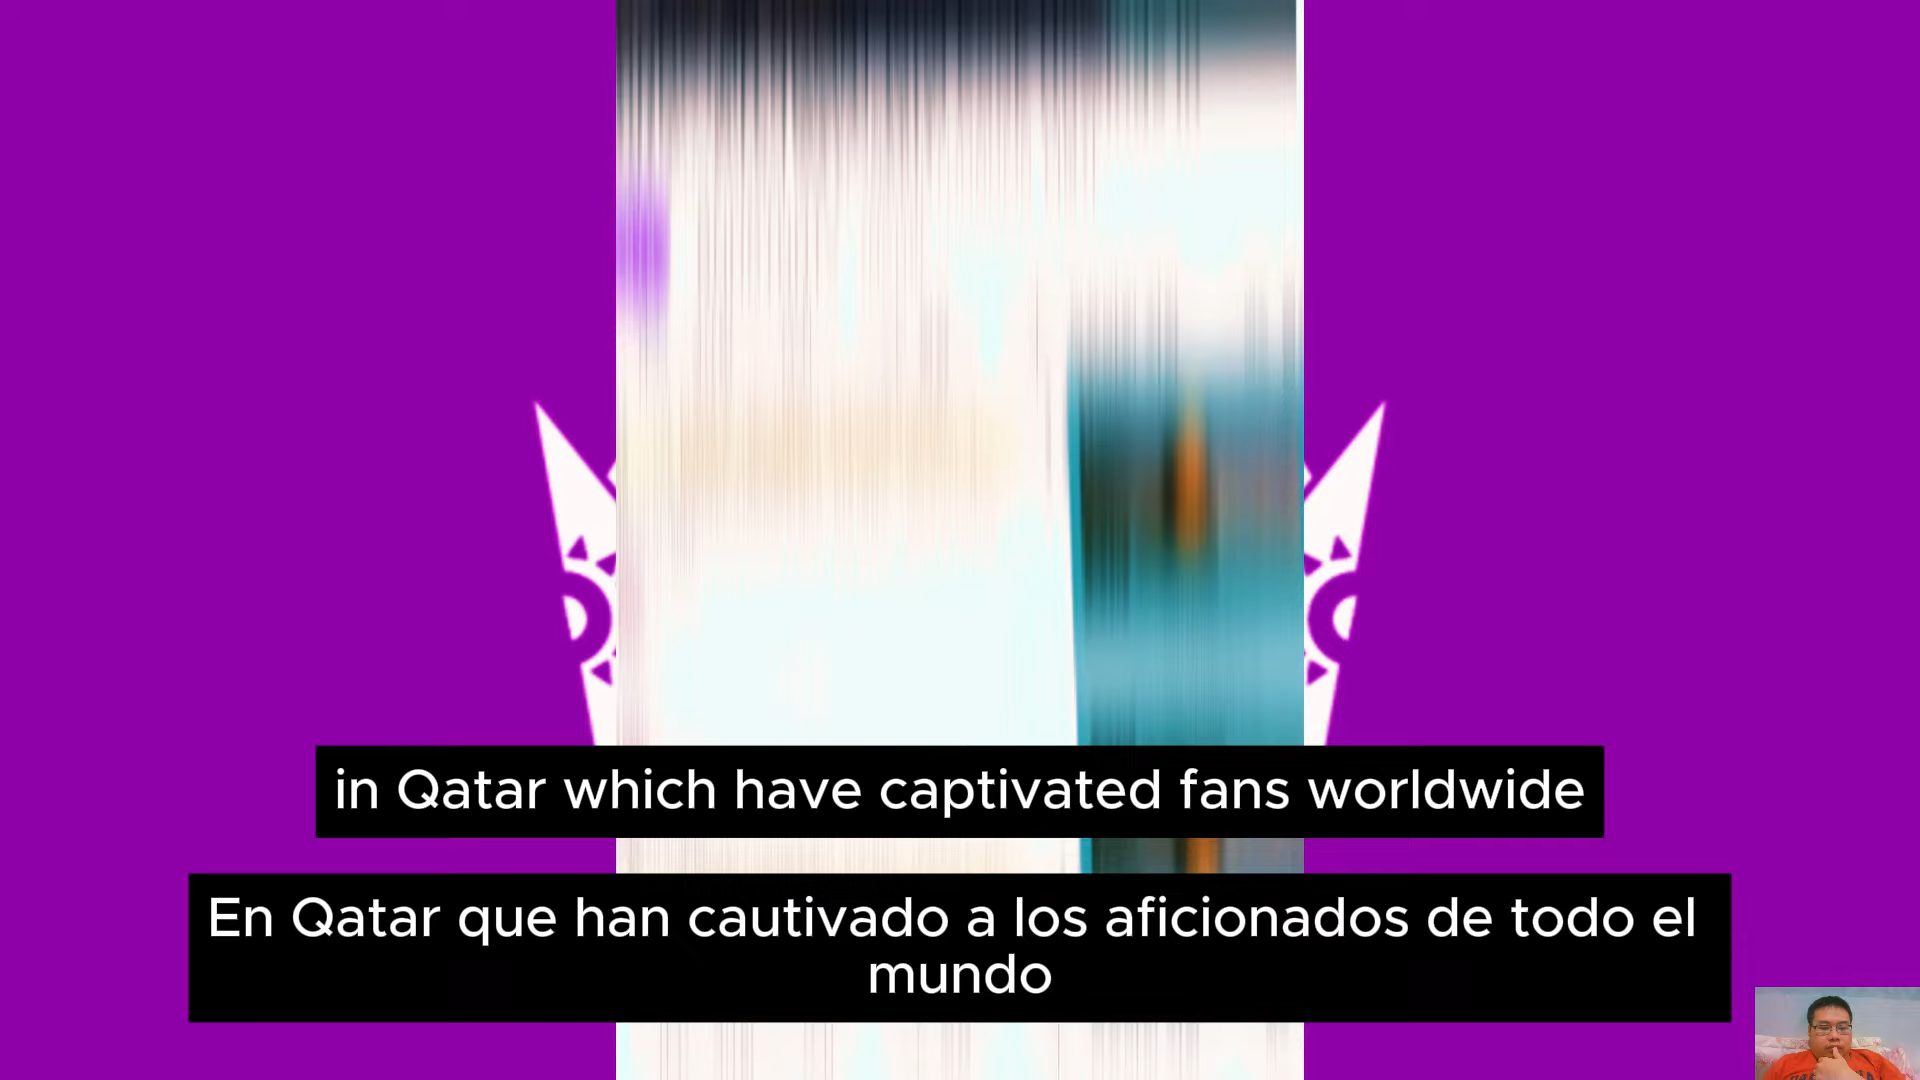 in Qatar which have captivated fans worldwide
En Qatar que han cautivado a los aficionados de todo el
mundo